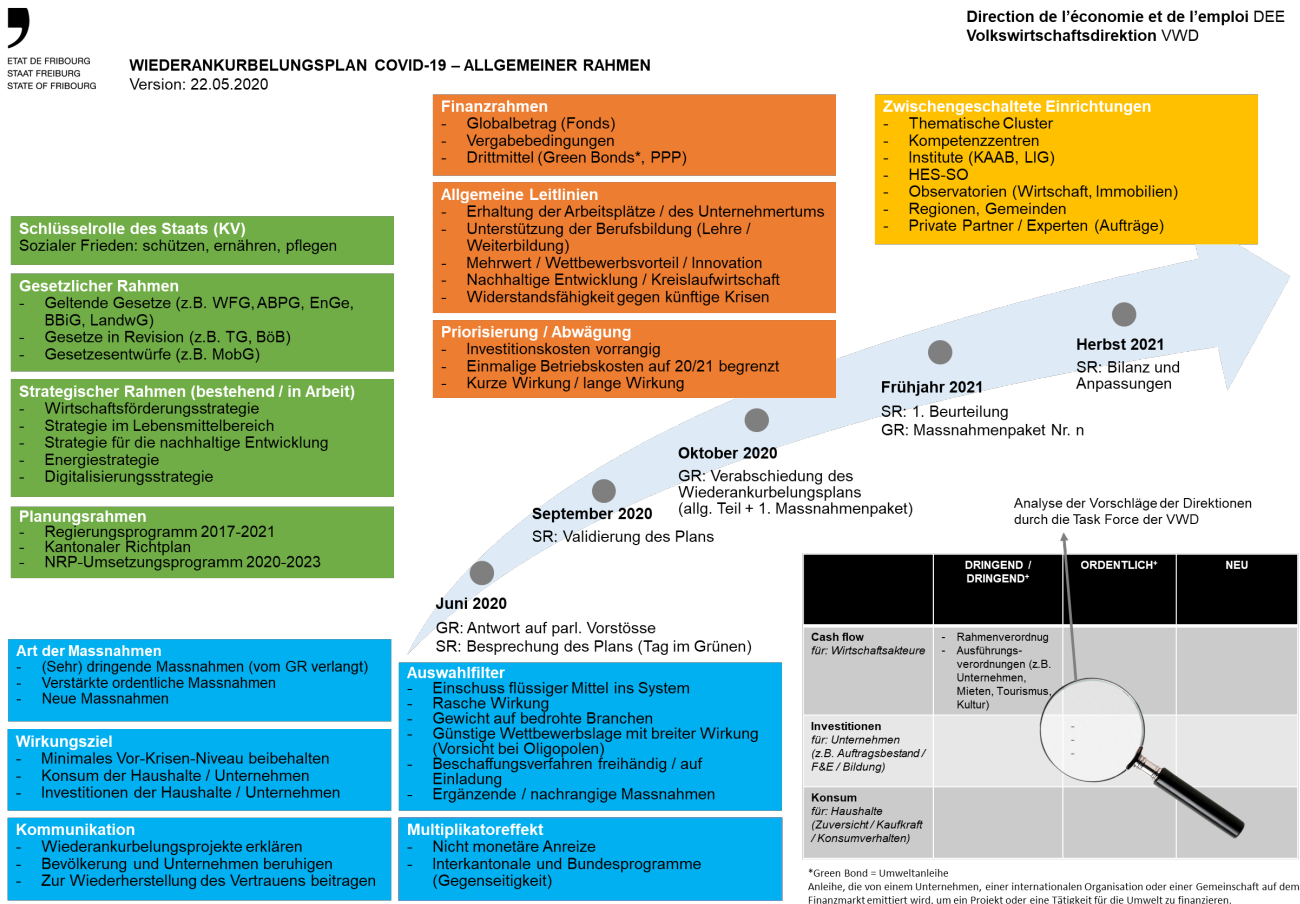 Direction de l'économie et de l'emploi DEE
Volkswirtschaftsdirektion VWD
ETAT DE FRIBOURG
STAAT FREIBURG
STATE OF FRIBOURG
WIEDERANKURBELUNGSPLAN COVID-19 – ALLGEMEINER RAHMEN
Version: 22.05.2020
Schlüsselrolle des Staats (KV)
Sozialer Frieden: schützen, ernähren, pflegen
Gesetzlicher Rahmen
- Geltende Gesetze (z.B. WFG, ABPG, EnGe,
BBiG, LandwG)
- Gesetze in Revision (z.B. TG, BöB)
- Gesetzesentwürfe (z.B. MobG)
Strategischer Rahmen (bestehend / in Arbeit)
- Wirtschaftsförderungsstrategie
- Strategie im Lebensmittelbereich
- Strategie für die nachhaltige Entwicklung
- Energiestrategie
- Digitalisierungsstrategie
Planungsrahmen
- Regierungsprogramm 2017-2021
- Kantonaler Richtplan
- NRP-Umsetzungsprogramm 2020-2023
Finanzrahmen
- Globalbetrag (Fonds)
- Vergabebedingungen
- Drittmittel (Green Bonds*, PPP)
Allgemeine Leitlinien
- Erhaltung der Arbeitsplätze / des Unternehmertums
- Unterstützung der Berufsbildung (Lehre /
Weiterbildung)
- Mehrwert / Wettbewerbsvorteil / Innovation
- Nachhaltige Entwicklung / Kreislaufwirtschaft
- Widerstandsfähigkeit gegen künftige Krisen
Priorisierung / Abwägung
- Investitionskosten vorrangig
- Einmalige Betriebskosten auf 20/21 begrenzt
- Kurze Wirkung / lange Wirkung
Zwischengeschaltete Einrichtungen
- Thematische Cluster
- Kompetenzzentren
- Institute (KAAB, LIG)
- HES-SO
- Observatorien (Wirtschaft, Immobilien)
- Regionen, Gemeinden
- Private Partner / Experten (Aufträge)
Juni 2020
GR: Antwort auf parl. Vorstösse
SR: Besprechung des Plans (Tag im Grünen)
September 2020
SR: Validierung des Plans
Oktober 2020
GR: Verabschiedung des
Wiederankurbelungsplans
(allg. Teil + 1. Massnahmenpaket)
Frühjahr 2021
SR: 1. Beurteilung
GR: Massnahmenpaket Nr. n
Herbst 2021
SR: Bilanz und
Anpassungen
Art der Massnahmen
- (Sehr) dringende Massnahmen (vom GR verlangt)
- Verstärkte ordentliche Massnahmen
- Neue Massnahmen
Wirkungsziel
- Minimales Vor-Krisen-Niveau beibehalten
- Konsum der Haushalte / Unternehmen
- Investitionen der Haushalte / Unternehmen
Kommunikation
- Wiederankurbelungsprojekte erklären
- Bevölkerung und Unternehmen beruhigen
- Zur Wiederherstellung des Vertrauens beitragen
Auswahlfilter
- Einschuss flüssiger Mittel ins System
- Rasche Wirkung
- Gewicht auf bedrohte Branchen
- Günstige Wettbewerbslage mit breiter Wirkung
(Vorsicht bei Oligopolen)
- Beschaffungsverfahren freihändig / auf
Einladung
- Ergänzende / nachrangige Massnahmen
Multiplikatoreffekt
- Nicht monetäre Anreize
- Interkantonale und Bundesprogramme
(Gegenseitigkeit)
Analyse der Vorschläge der Direktionen
durch die Task Force der VWD
DRINGEND /
DRINGEND+
ORDENTLICH+
NEU
Cash flow
für: Wirtschaftsakteure
- Rahmenverordnug
- Ausführungs-
verordnungen (z.B.
Unternehmen,
Mieten, Tourismus,
Kultur)
Investitionen
für: Unternehmen
(z.B. Auftragsbestand /
F&E / Bildung)
-
-
-
Konsum
für: Haushalte
(Zuversicht / Kaufkraft
/ Konsumverhalten)
*Green Bond = Umweltanleihe
Anleihe, die von einem Unternehmen, einer internationalen Organisation oder einer Gemeinschaft auf dem
Finanzmarkt emittiert wird, um ein Projekt oder eine Tätigkeit für die Umwelt zu finanzieren.